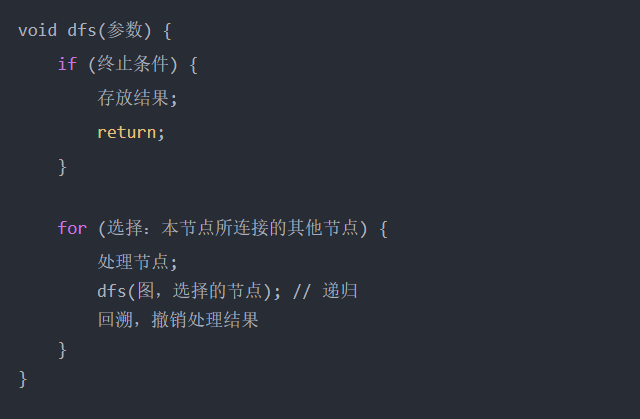 void dfs(参数) {
    if (终止条件) {
        存放结果;
        return;
    }

    for (选择：本节点所连接的其他节点) {
        处理节点;
        dfs(图，选择的节点); // 递归
        回溯，撤销处理结果
    }
}